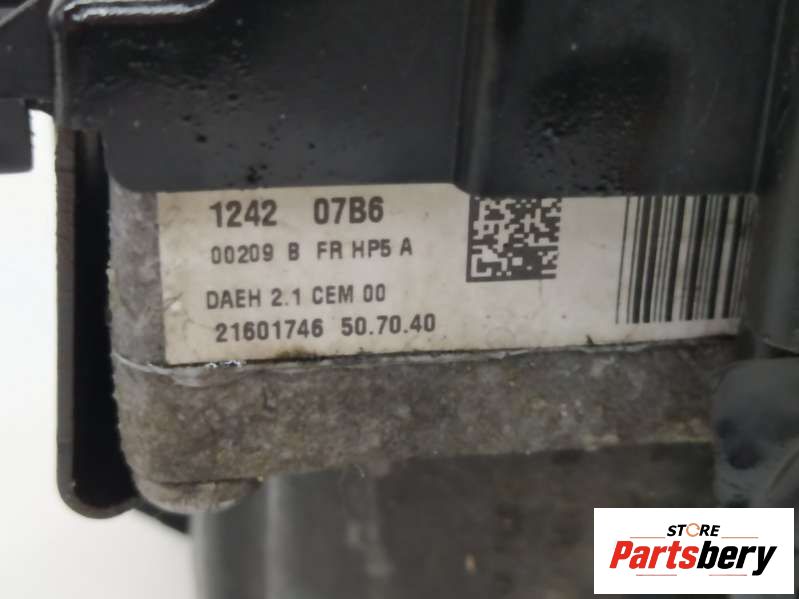 1242 07B6
00209 B FR HP5 A
DAEH 2.1 CEM 00
21601746 50.70.40
STORE
Partsbery